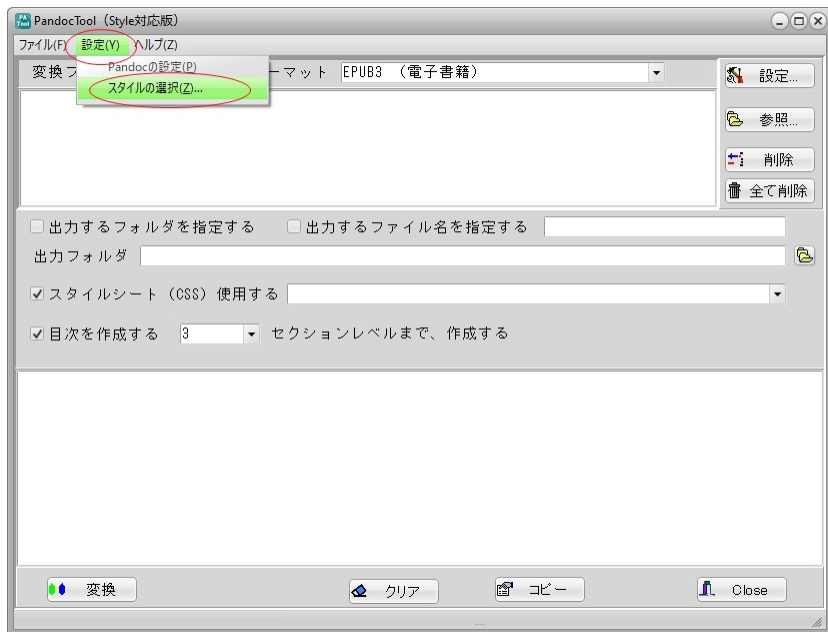 PA
Tool PandocTool（Style対応版）
ファイル(F) 設定(Y) ヘルプ(Z)
変換フ ーマット EPUB3 （電子書籍） 設定...
Pandocの設定(P)
スタイルの選択(Z)...
参照...
削除
全て削除
出力するフォルダを指定する 出力するファイル名を指定する
出力フォルダ
スタイルシート（CSS）使用する
目次を作成する 3 セクションレベルまで、作成する
変換 クリア コピー Close